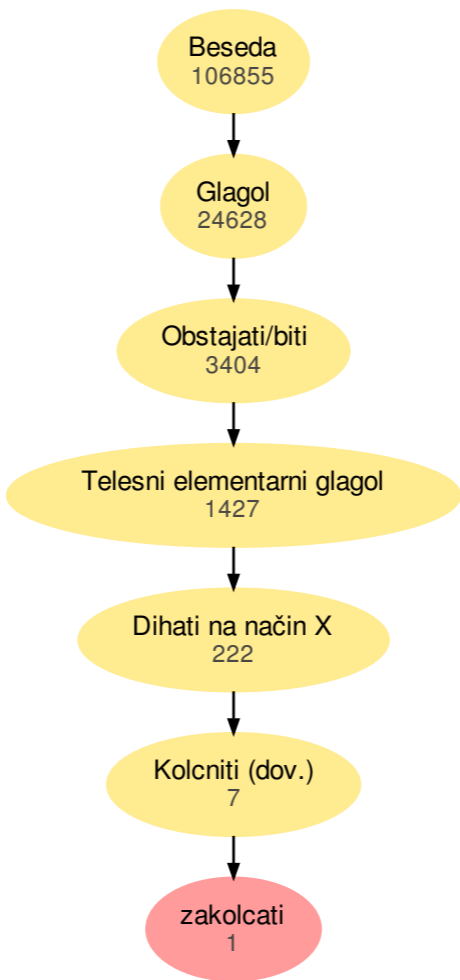 Beseda
106855
Glagol
24628
Obstajati/biti
3404
Telesni elementarni glagol
1427
Dihati na način X
222
Kolcniti (dov.)
7
zakolcati
1